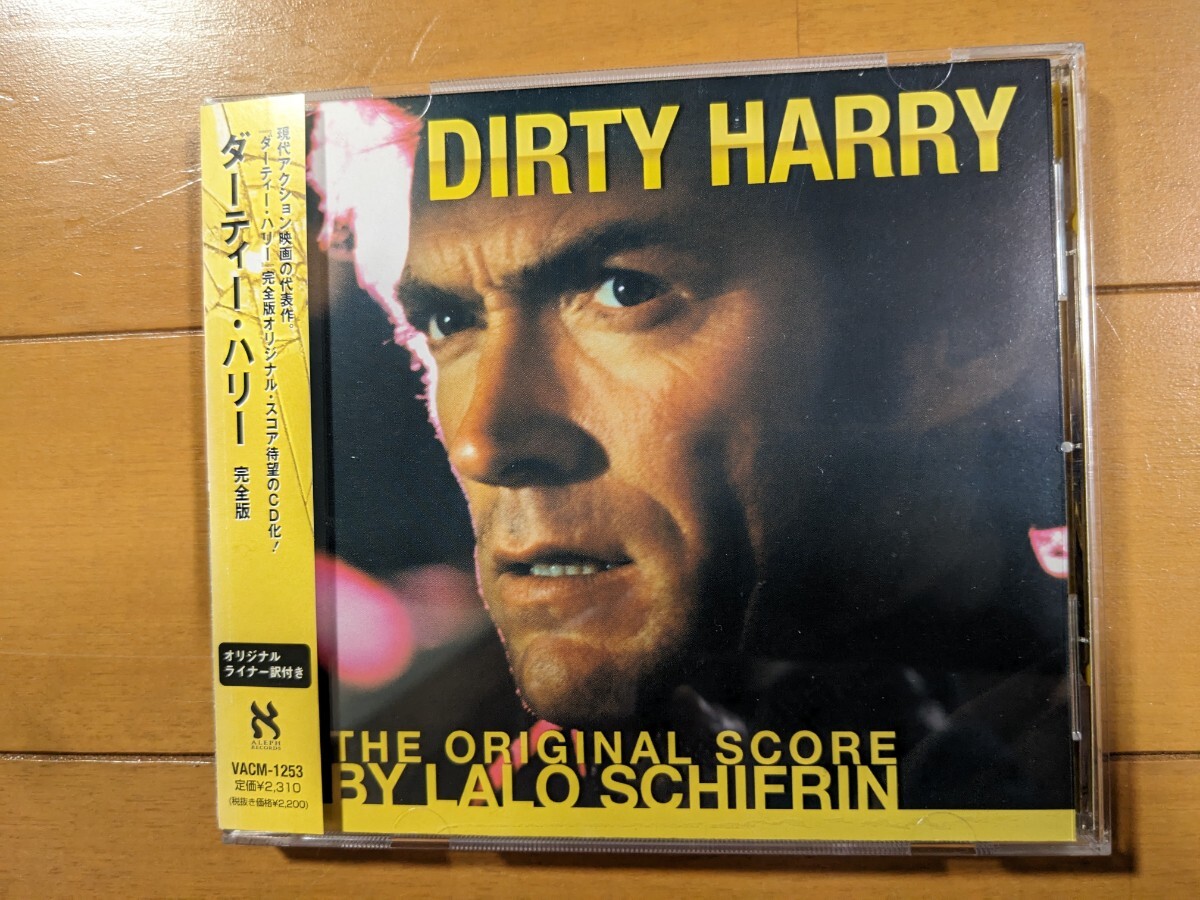 DIRTY HARRY
現代アクション映画の代表作。
『ダーティー・ハリー』完全版オリジナル・スコア待望のCD化!
ダーティー・ハリー 完全版
オリジナル
ライナー訳付き
ALEPH
RECORDS
VACM-1253
定価¥2,310
(税抜き価格¥2,200)
THE ORIGINAL SCORE
BY LALO SCHIFRIN